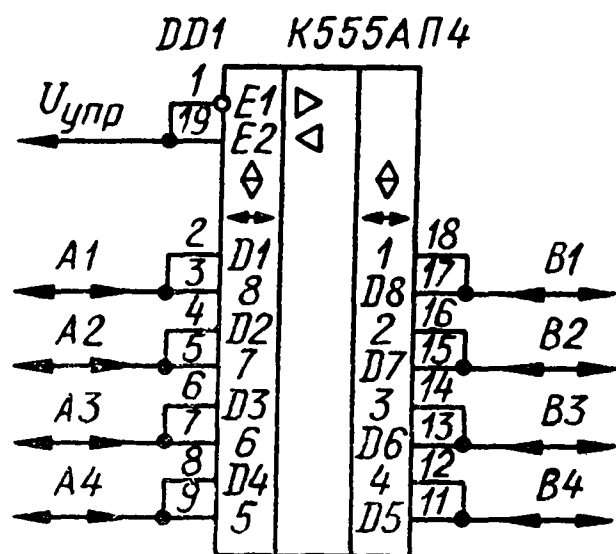 DD1 К555АП4
1 E1
Uупр 19 E2
2 D1 1 18
A1 3 8 D8 17 B1
4 D2 2 16
A2 5 7 D7 15 B2
6 D3 3 14
A3 7 6 D6 13 B3
8 D4 4 12
A4 9 5 D5 11 B4